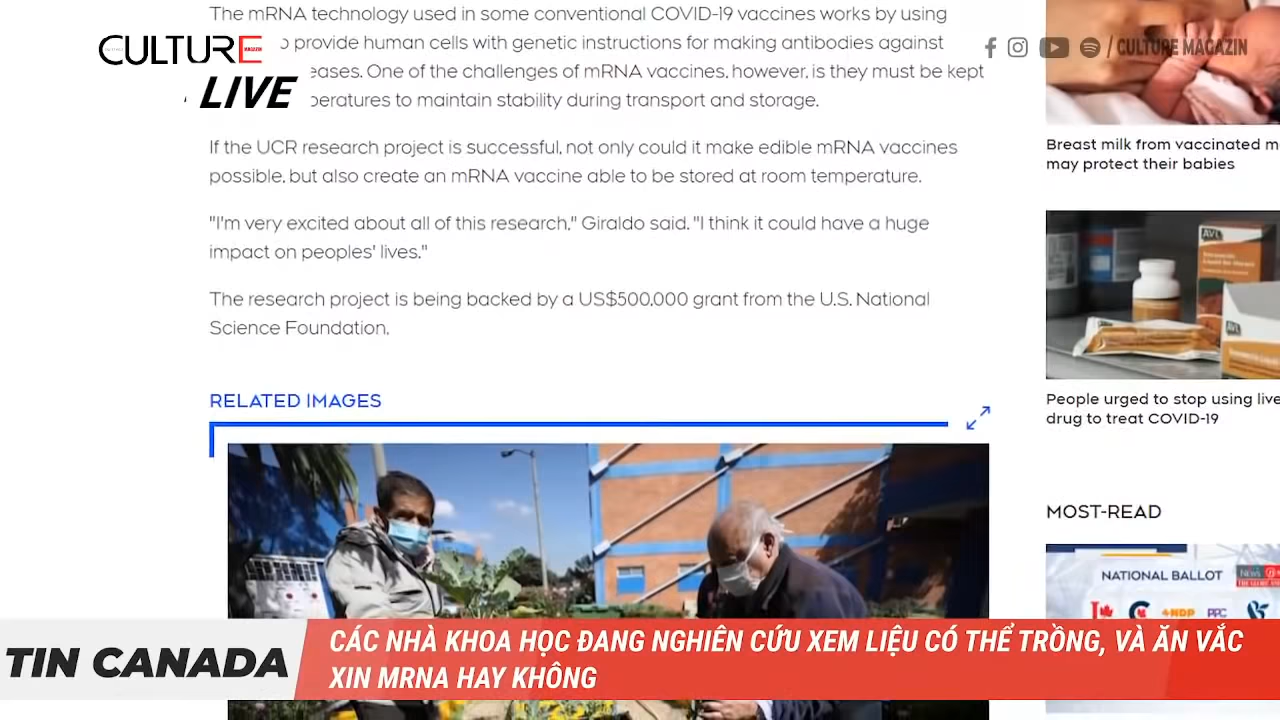 The mRNA technology used in some conventional COVID-19 vaccines works by using
provide human cells with genetic instructions for making antibodies against
eases. One of the challenges of mRNA vaccines, however, is they must be kept
peratures to maintain stability during transport and storage.
CULTURE
LIVE
/ CULTURE MAGAZIN
If the UCR research project is successful, not only could it make edible mRNA vaccines
possible, but also create an mRNA vaccine able to be stored at room temperature.
"I'm very excited about all of this research," Giraldo said. "I think it could have a huge
impact on peoples' lives."
The research project is being backed by a US$500,000 grant from the U.S. National
Science Foundation.
RELATED IMAGES
Breast milk from vaccinated m
may protect their babies
AVL
AVL
People urged to stop using live
drug to treat COVID-19
MOST-READ
NATIONAL BALLOT
NEWS
NDP
PPC
TIN CANADA
CÁC NHÀ KHOA HỌC ĐANG NGHIÊN CỨU XEM LIỆU CÓ THỂ TRỒNG, VÀ ĂN VẮC
XIN MRNA HAY KHÔNG